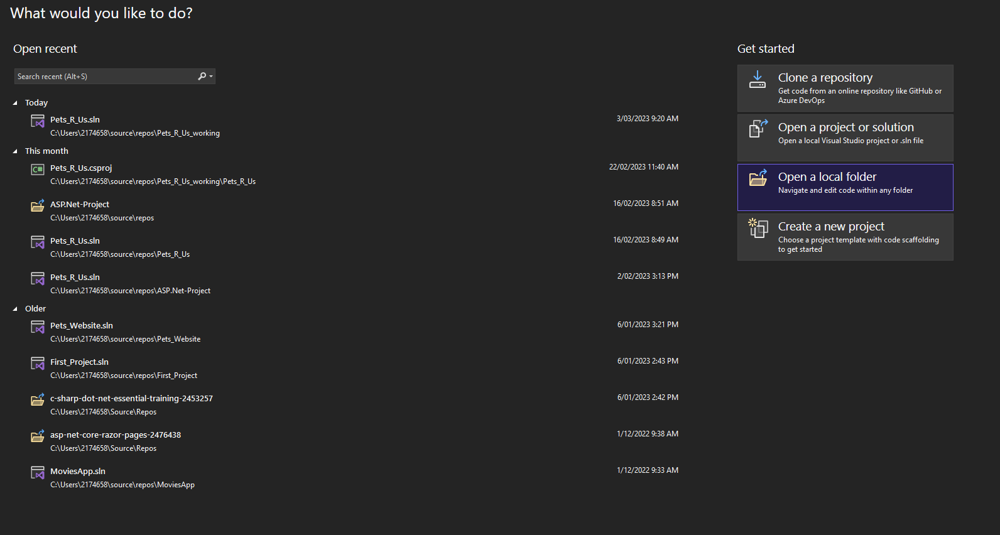 What would you like to do?
Open recent
Search recent (Alt+S)
Today
Pets_R_Us.sln
3/03/2023 9:20 AM
C:\Users\2174658\source\repos\Pets_R_Us_working
This month
Pets_R_Us.csproj
22/02/2023 11:40 AM
C:\Users\2174658\source\repos\Pets_R_Us_working\Pets_R_Us
ASP.Net-Project
16/02/2023 8:51 AM
C:\Users\2174658\source\repos
Pets_R_Us.sln
16/02/2023 8:49 AM
C:\Users\2174658\source\repos\Pets_R_Us
Pets_R_Us.sln
2/02/2023 3:13 PM
C:\Users\2174658\source\repos\ASP.Net-Project
Older
Pets_Website.sln
6/01/2023 3:21 PM
C:\Users\2174658\source\repos\Pets_Website
First_Project.sln
6/01/2023 2:43 PM
C:\Users\2174658\source\repos\First_Project
c-sharp-dot-net-essential-training-2453257
6/01/2023 2:42 PM
C:\Users\2174658\Source\Repos
asp-net-core-razor-pages-2476438
1/12/2022 9:38 AM
C:\Users\2174658\Source\Repos
MoviesApp.sln
1/12/2022 9:33 AM
C:\Users\2174658\source\repos\MoviesApp
Get started
Clone a repository
Get code from an online repository like GitHub or
Azure DevOps
Open a project or solution
Open a local Visual Studio project or .sln file
Open a local folder
Navigate and edit code within any folder
Create a new project
Choose a project template with code scaffolding
to get started
C#